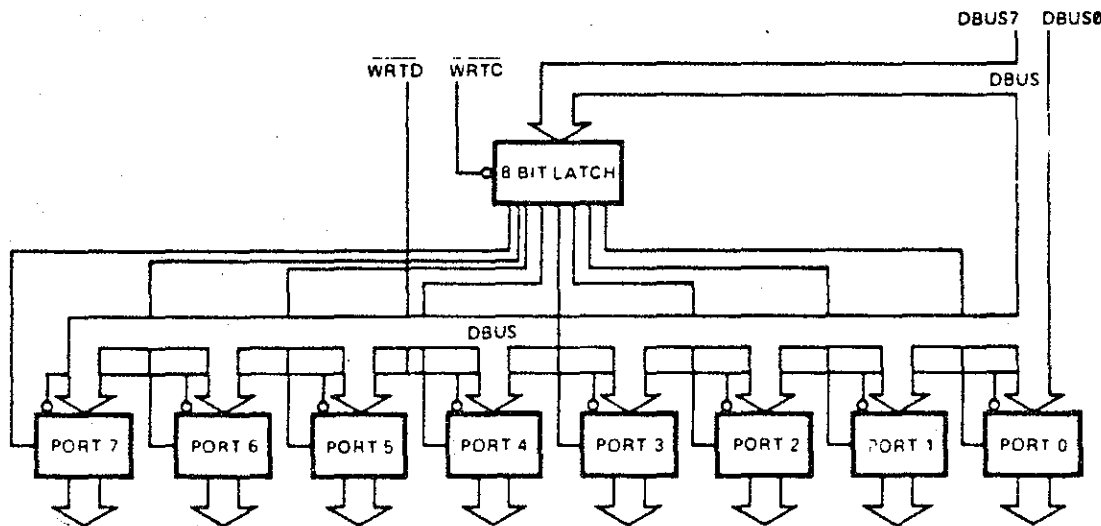 DBUS7 DBUS0
WRTD WRTC
DBUS
8 BIT LATCH
DBUS
PORT 7 PORT 6 PORT 5 PORT 4 PORT 3 PORT 2 PORT 1 PORT 0